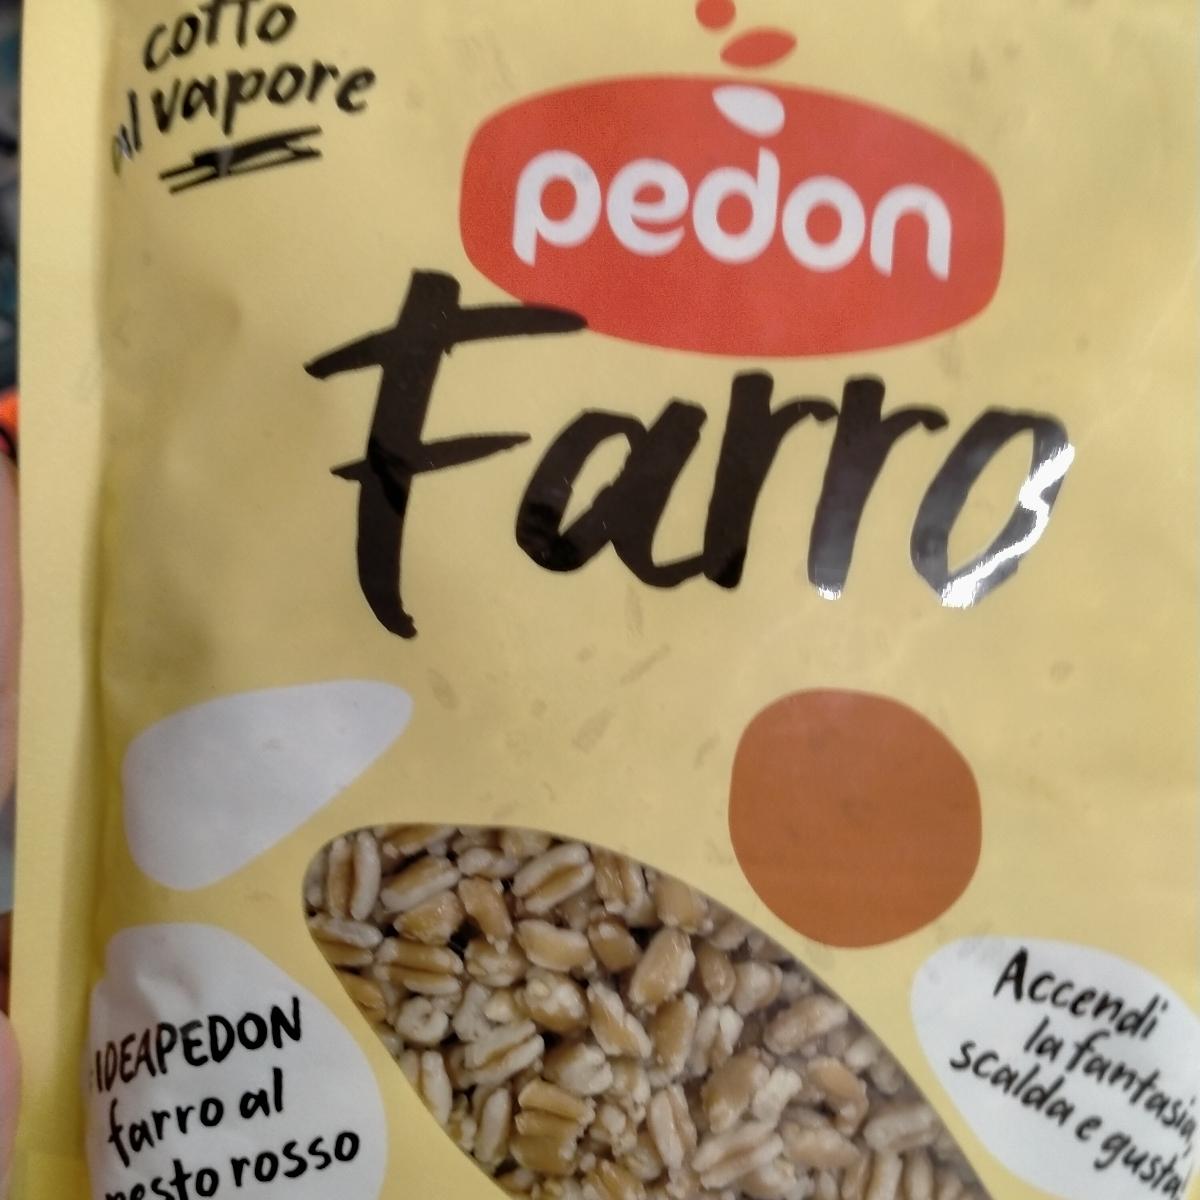 cotto
al vapore
pedon
Farro
IDEAPEDON
farro al
pesto rosso
Accendi
la fantasia,
scalda e gusta